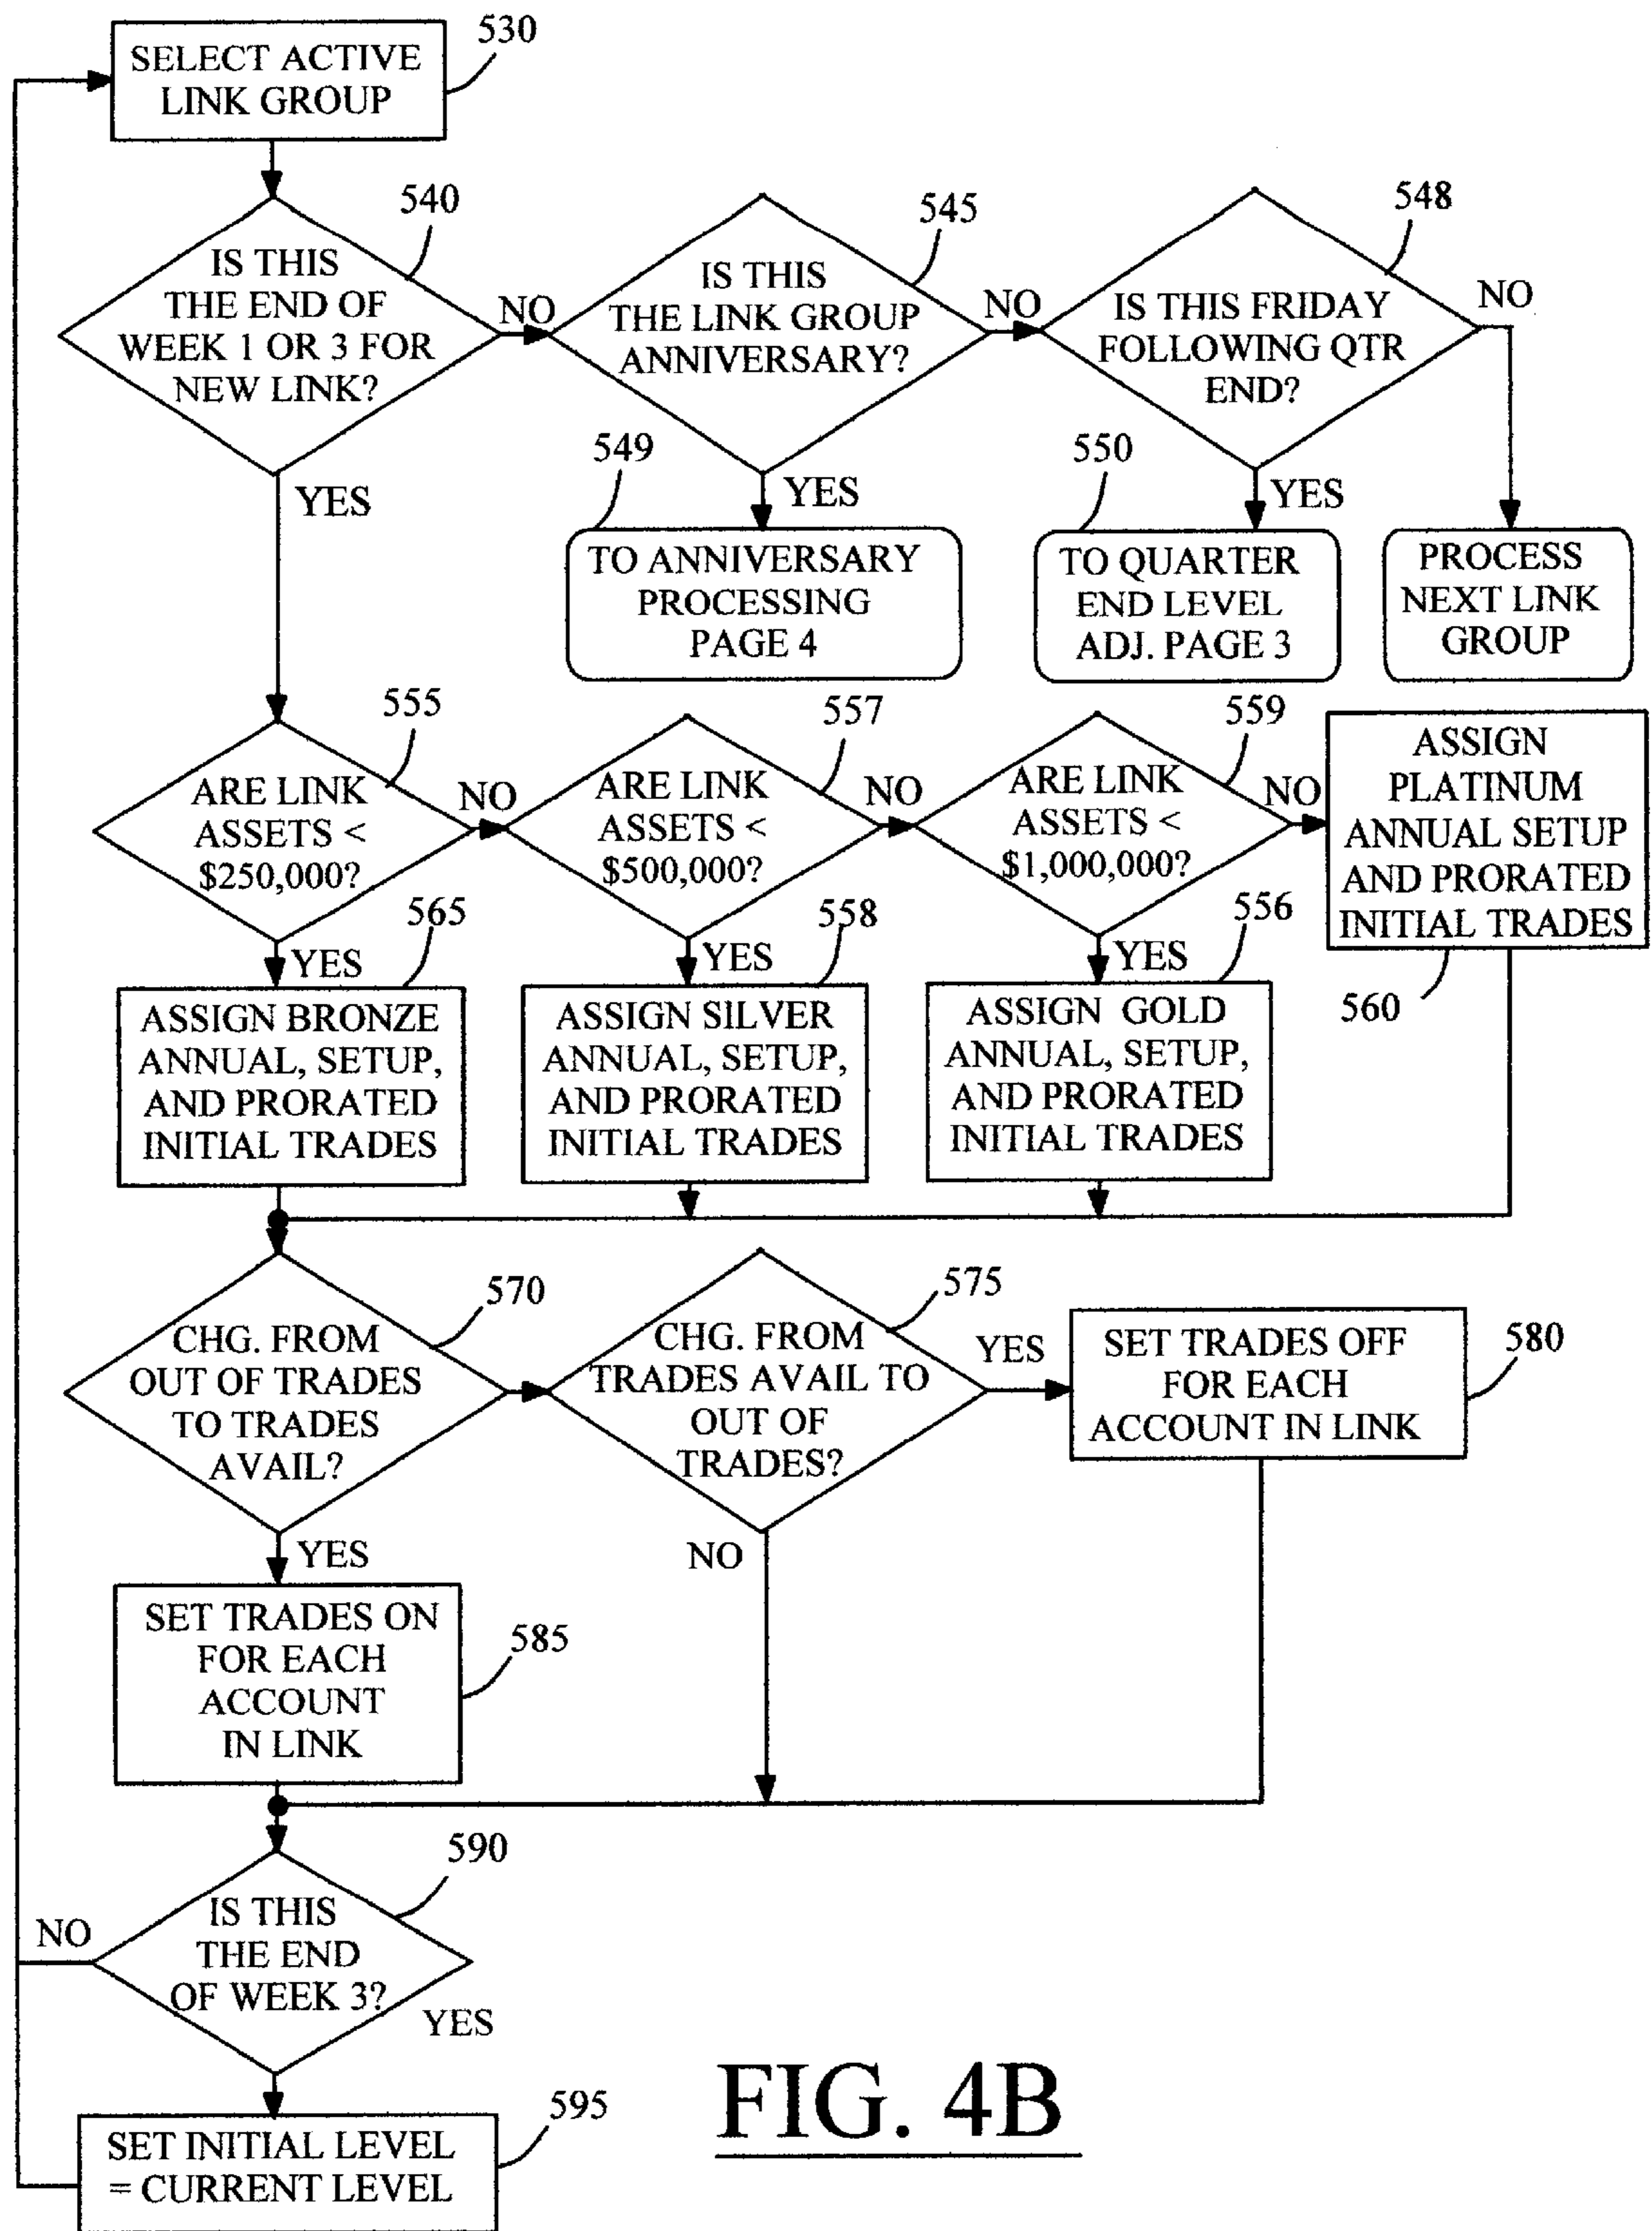 530
SELECT ACTIVE
LINK GROUP
540
IS THIS
THE END OF
WEEK 1 OR 3 FOR
NEW LINK?
NO
545
IS THIS
THE LINK GROUP
ANNIVERSARY?
NO
548
IS THIS FRIDAY
FOLLOWING QTR
END?
NO
YES
549
YES
TO ANNIVERSARY
PROCESSING
PAGE 4
550
YES
TO QUARTER
END LEVEL
ADJ. PAGE 3
PROCESS
NEXT LINK
GROUP
555
ARE LINK
ASSETS <
$250,000?
NO
557
ARE LINK
ASSETS <
$500,000?
NO
559
ARE LINK
ASSETS <
$1,000,000?
NO
ASSIGN
PLATINUM
ANNUAL SETUP
AND PRORATED
INITIAL TRADES
560
565
YES
ASSIGN BRONZE
ANNUAL, SETUP,
AND PRORATED
INITIAL TRADES
558
YES
ASSIGN SILVER
ANNUAL, SETUP,
AND PRORATED
INITIAL TRADES
556
YES
ASSIGN GOLD
ANNUAL, SETUP,
AND PRORATED
INITIAL TRADES
570
CHG. FROM
OUT OF TRADES
TO TRADES
AVAIL?
575
CHG. FROM
TRADES AVAIL TO
OUT OF
TRADES?
YES
SET TRADES OFF
FOR EACH
ACCOUNT IN LINK
580
YES
NO
SET TRADES ON
FOR EACH
ACCOUNT
IN LINK
585
590
IS THIS
THE END
OF WEEK 3?
NO
YES
595
SET INITIAL LEVEL
= CURRENT LEVEL
FIG. 4B